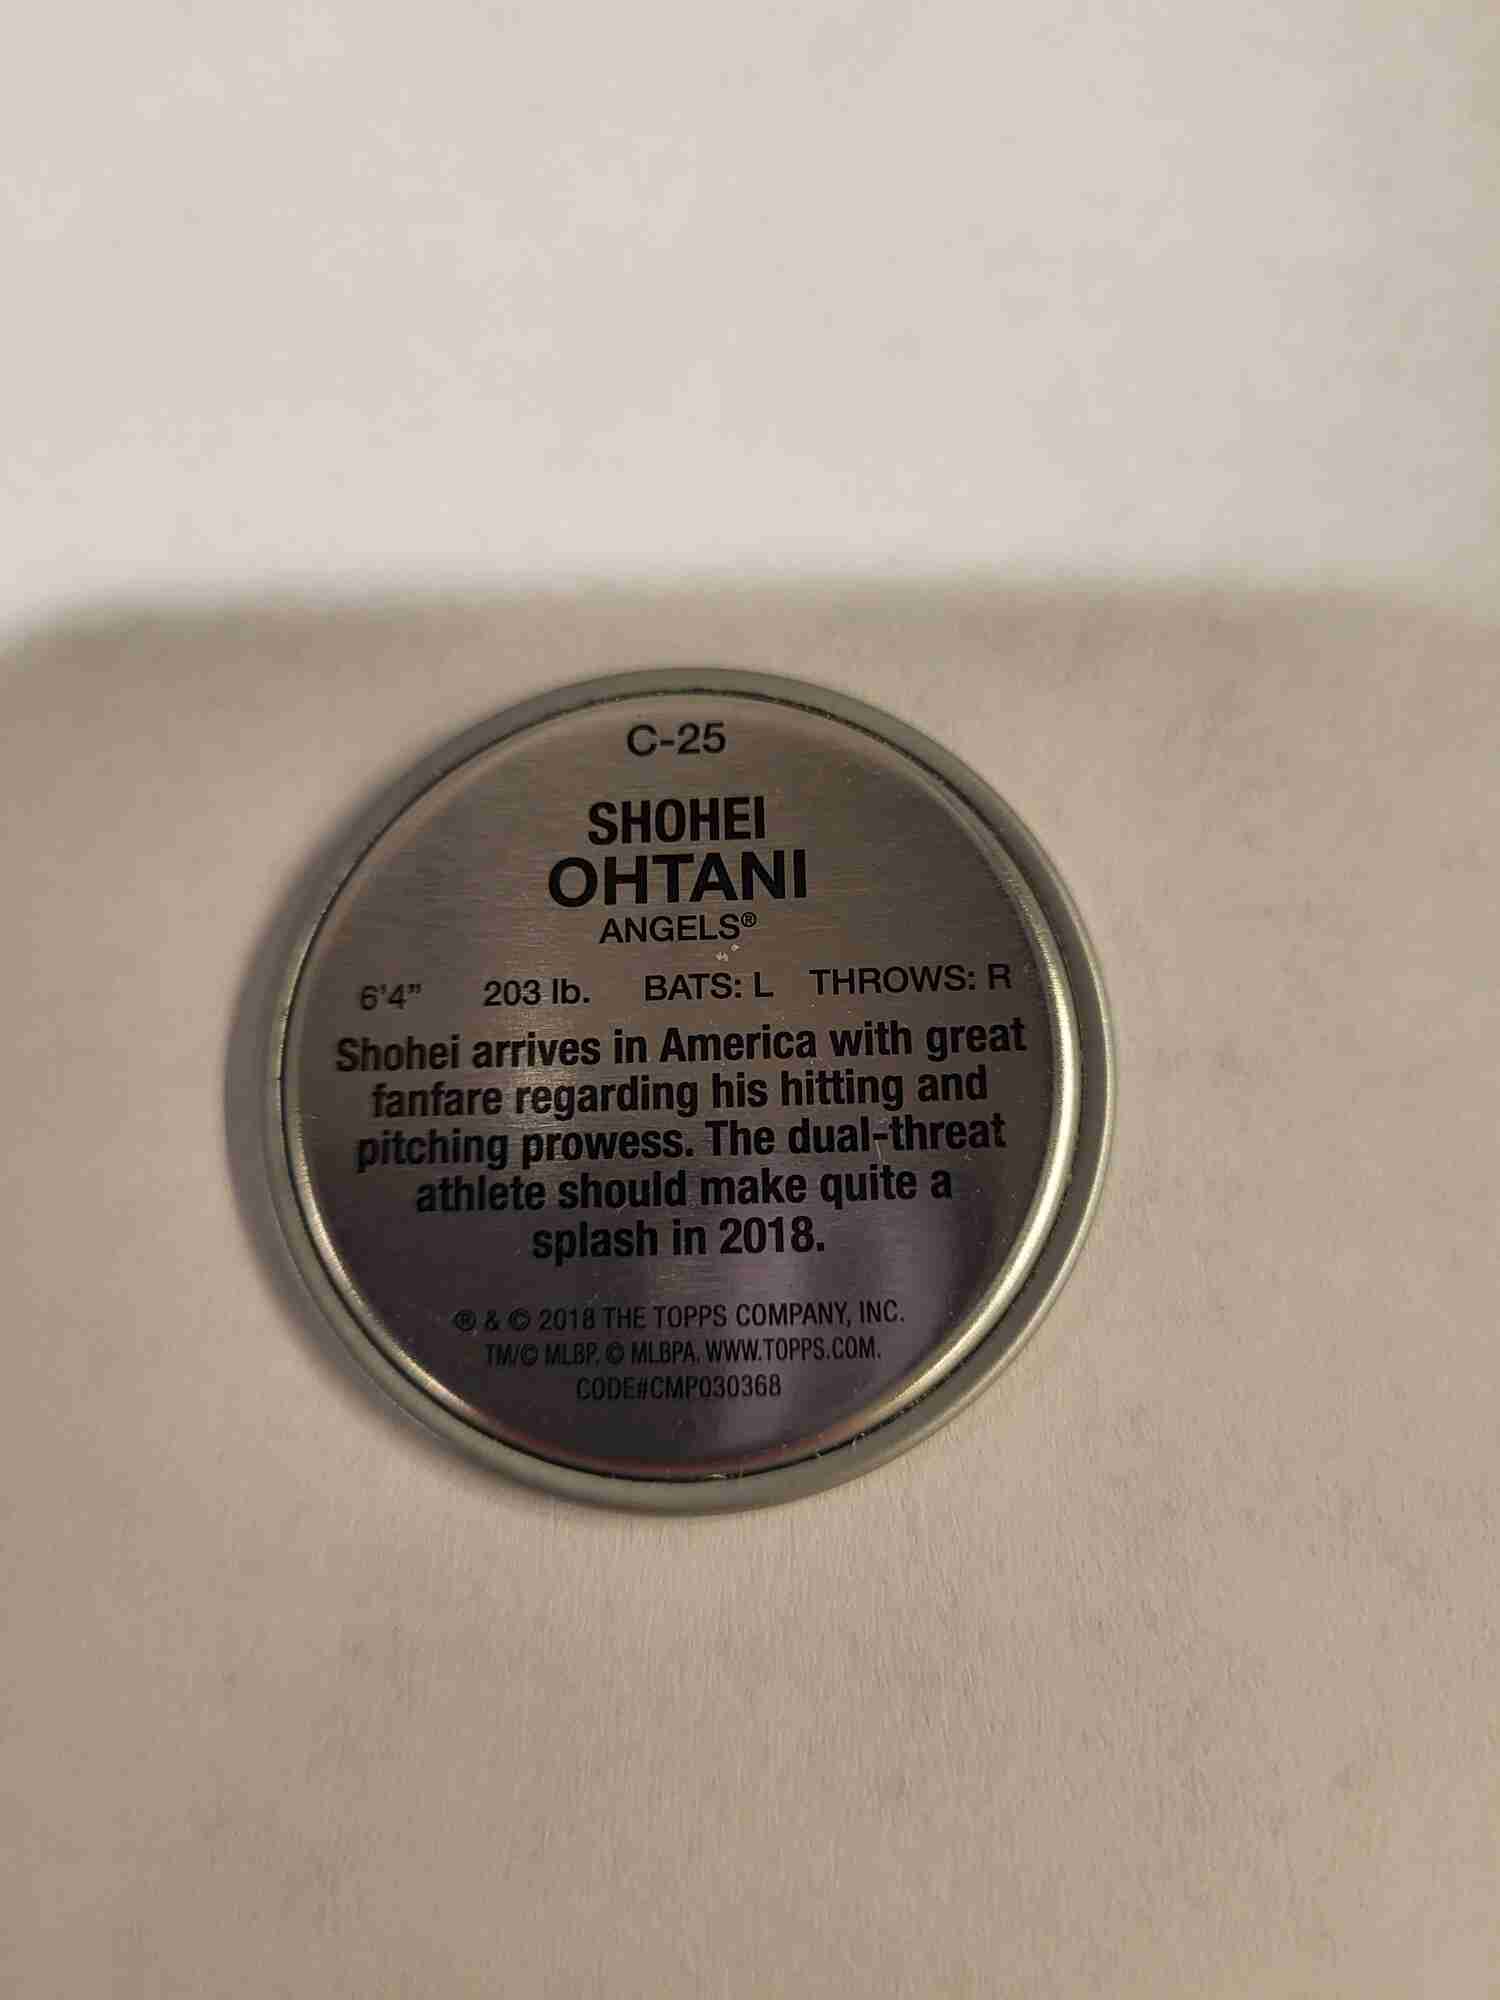 C-25
SHOHEI
OHTANI
ANGELS®
6'4" 203 lb. BATS: L THROWS: R
Shohei arrives in America with great
fanfare regarding his hitting and
pitching prowess. The dual-threat
athlete should make quite a
splash in 2018.
® & © 2018 THE TOPPS COMPANY, INC.
TM/© MLBP. © MLBPA. WWW.TOPPS.COM.
CODE#CMP030368